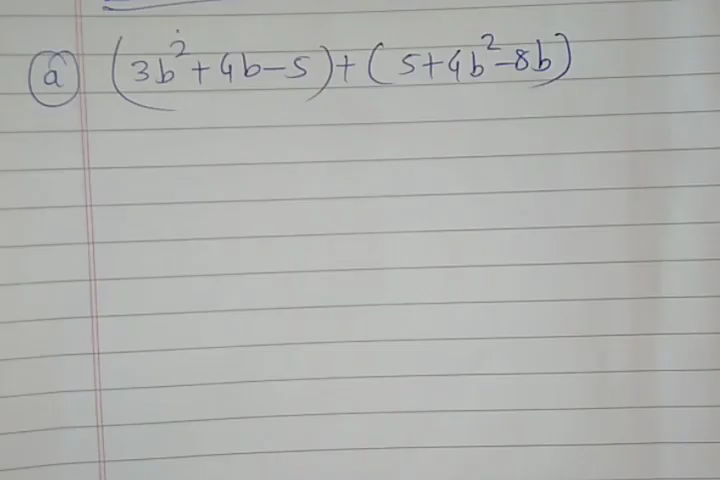 (a) (3b² + 4b - 5) + (5 + 4b² - 8b)